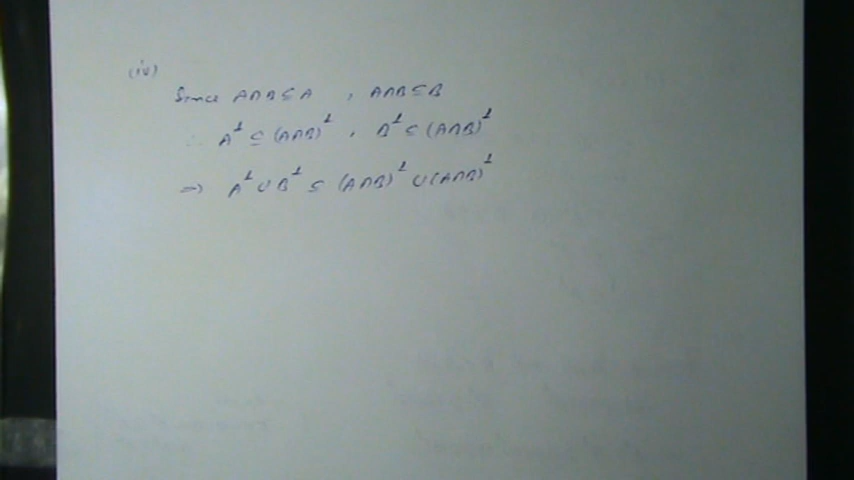 (iv)
Since A∩B⊆A , A∩B⊆B
∴ A^⊥ ⊆ (A∩B)^⊥ , B^⊥ ⊆ (A∩B)^⊥
⇒ A^⊥ ∪ B^⊥ ⊆ (A∩B)^⊥ ∪ (A∩B)^⊥